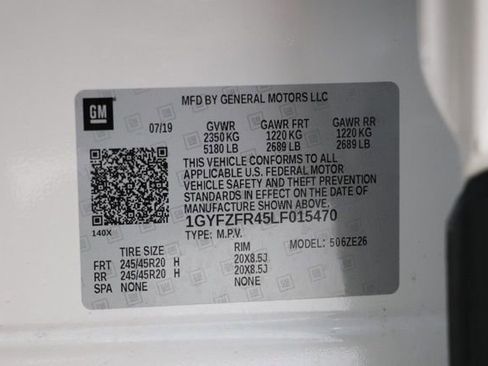 GM
MFD BY GENERAL MOTORS LLC
07/19 GVWR GAWR FRT GAWR RR
2350 KG 1220 KG 1220 KG
5180 LB 2689 LB 2689 LB
THIS VEHICLE CONFORMS TO ALL
APPLICABLE U.S. FEDERAL MOTOR
VEHICLE SAFETY AND THEFT PREVENTION
STANDARDS IN EFFECT ON THE DATE OF
MANUFACTURE SHOWN ABOVE.
1GYFZFR45LF015470
140X TYPE: M.P.V. MODEL: 506ZE26
TIRE SIZE RIM
FRT 245/45R20 H 20X8.5J
RR 245/45R20 H 20X8.5J
SPA NONE NONE